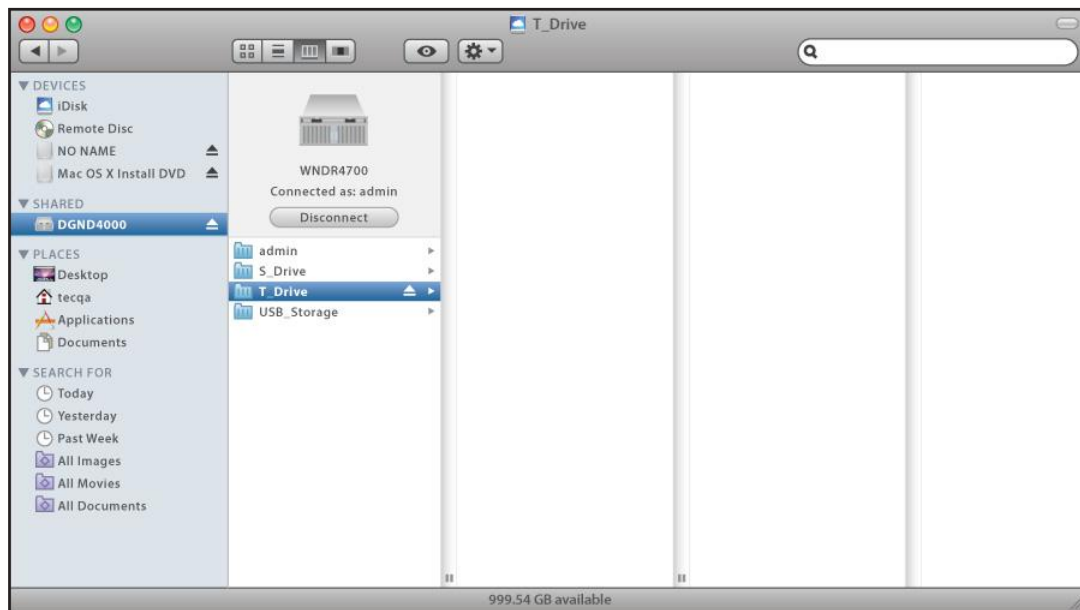 T_Drive
DEVICES
iDisk
Remote Disc
NO NAME
Mac OS X Install DVD
SHARED
DGND4000
PLACES
Desktop
tecqa
Applications
Documents
SEARCH FOR
Today
Yesterday
Past Week
All Images
All Movies
All Documents
WNDR4700
Connected as: admin
Disconnect
admin
S_Drive
T_Drive
USB_Storage
999.54 GB available